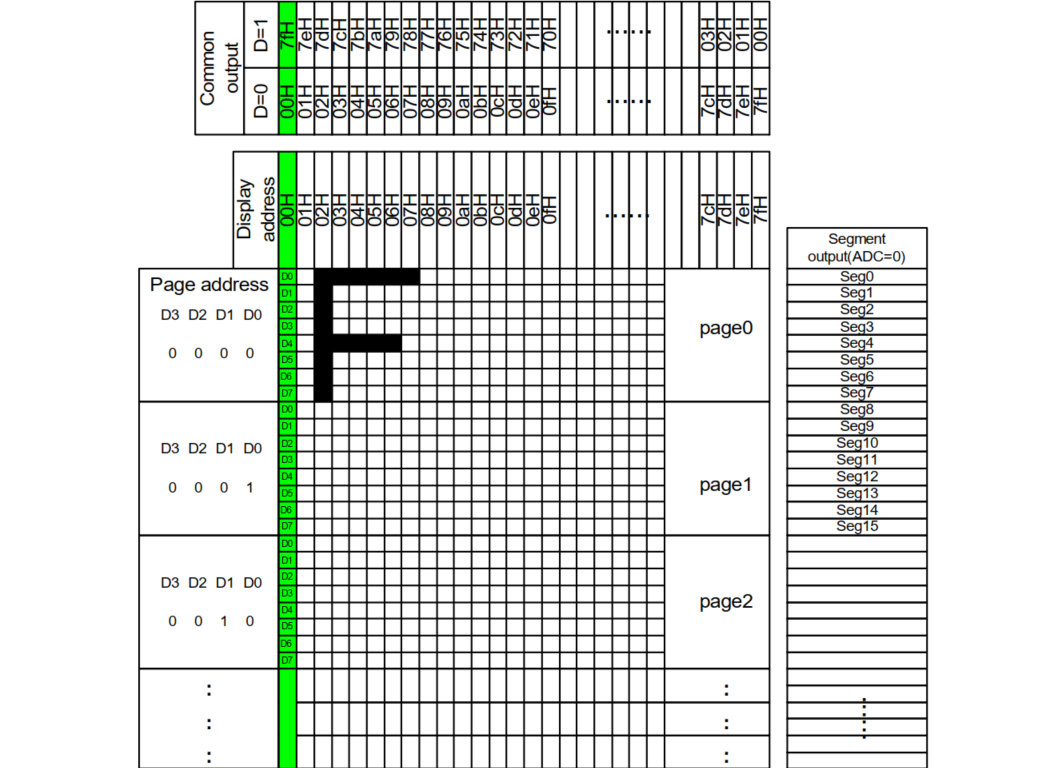 Common output
D=1
7fH 7eH 7dH 7cH 7bH 7aH 79H 78H 77H 76H 75H 74H 73H 72H 71H 70H ...... 03H 02H 01H 00H
D=0
00H 01H 02H 03H 04H 05H 06H 07H 08H 09H 0aH 0bH 0cH 0dH 0eH 0fH ...... 7cH 7dH 7eH 7fH
Display address
00H 01H 02H 03H 04H 05H 06H 07H 08H 09H 0aH 0bH 0cH 0dH 0eH 0fH ...... 7cH 7dH 7eH 7fH
Segment
output(ADC=0)
Page address
D3 D2 D1 D0
0 0 0 0
D0
D1
D2
D3
D4
D5
D6
D7
page0
Seg0
Seg1
Seg2
Seg3
Seg4
Seg5
Seg6
Seg7
D3 D2 D1 D0
0 0 0 1
D0
D1
D2
D3
D4
D5
D6
D7
page1
Seg8
Seg9
Seg10
Seg11
Seg12
Seg13
Seg14
Seg15
D3 D2 D1 D0
0 0 1 0
D0
D1
D2
D3
D4
D5
D6
D7
page2
: :
: :
: :